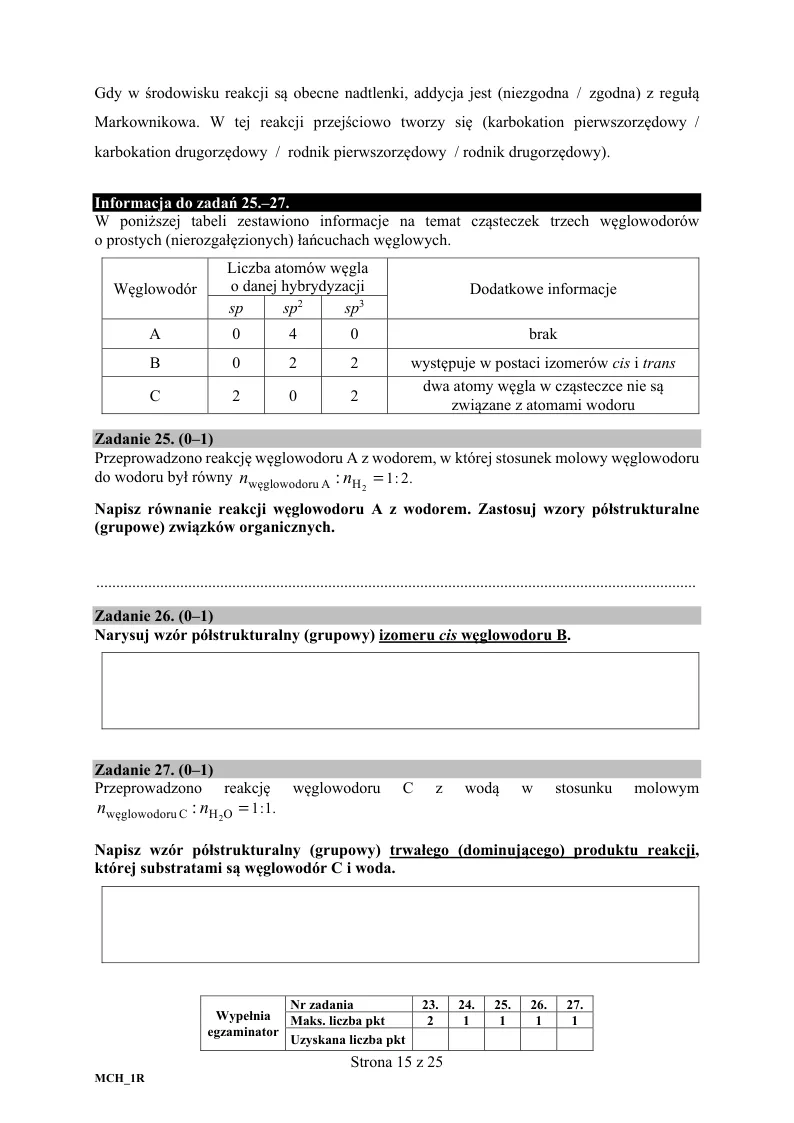 Gdy w środowisku reakcji są obecne nadtlenki, addycja jest (niezgodna / zgodna) z regułą
Markownikowa. W tej reakcji przejściowo tworzy się (karbokation pierwszorzędowy /
karbokation drugorzędowy / rodnik pierwszorzędowy / rodnik drugorzędowy).
Informacja do zadań 25.–27.
W poniższej tabeli zestawiono informacje na temat cząsteczek trzech węglowodorów
o prostych (nierozgałęzionych) łańcuchach węglowych.
Węglowodór
Liczba atomów węgla
o danej hybrydyzacji
Dodatkowe informacje
sp sp² sp³
A 0 4 0 brak
B 0 2 2 występuje w postaci izomerów cis i trans
C 2 0 2 dwa atomy węgla w cząsteczce nie są
związane z atomami wodoru
Zadanie 25. (0–1)
Przeprowadzono reakcję węglowodoru A z wodorem, w której stosunek molowy węglowodoru
do wodoru był równy n węglowodoru A : n H₂ = 1 : 2.
Napisz równanie reakcji węglowodoru A z wodorem. Zastosuj wzory półstrukturalne
(grupowe) związków organicznych.
......................................................................................................................................................
Zadanie 26. (0–1)
Narysuj wzór półstrukturalny (grupowy) izomeru cis węglowodoru B.
Zadanie 27. (0–1)
Przeprowadzono reakcję węglowodoru C z wodą w stosunku molowym
n węglowodoru C : n H₂O = 1 : 1.
Napisz wzór półstrukturalny (grupowy) trwałego (dominującego) produktu reakcji,
której substratami są węglowodór C i woda.
Wypełnia
egzaminator
Nr zadania 23. 24. 25. 26. 27.
Maks. liczba pkt 2 1 1 1 1
Uzyskana liczba pkt
Strona 15 z 25
MCH_1R